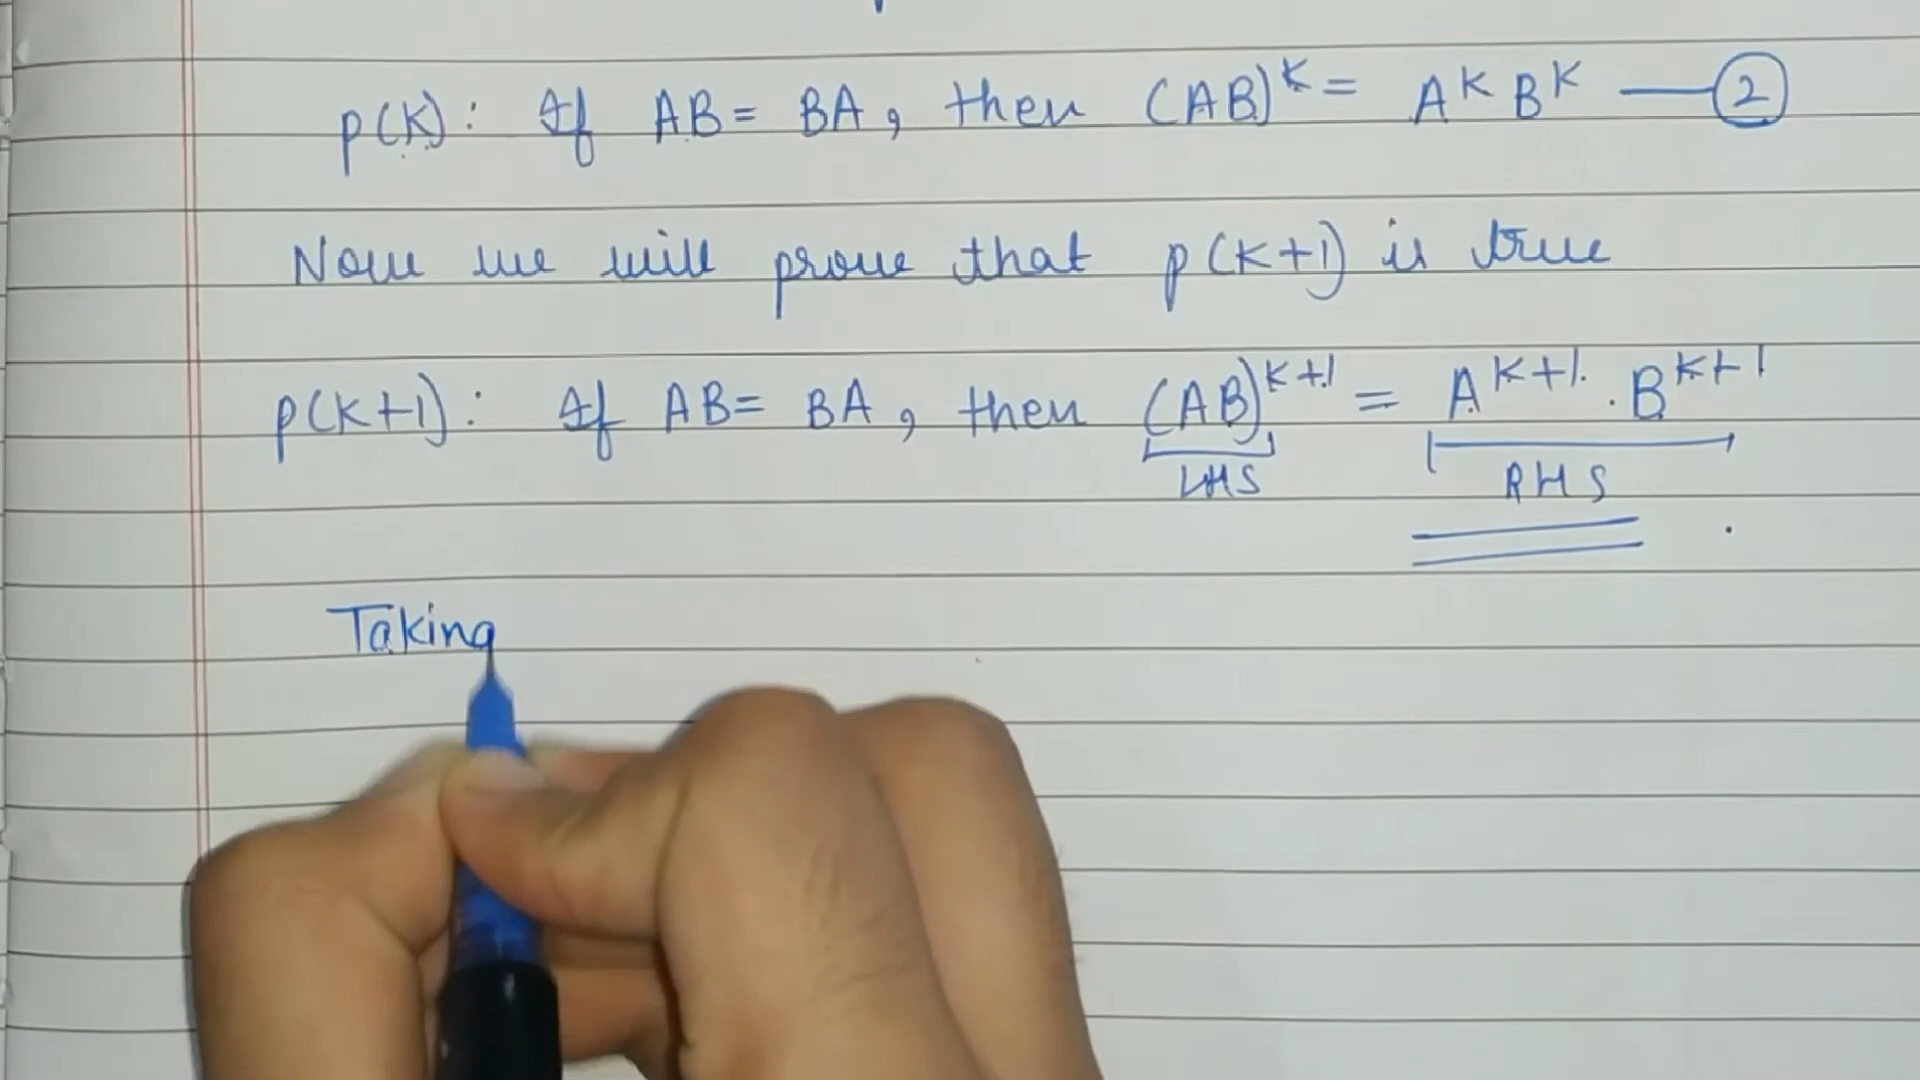 p(K): If AB = BA, then (AB)^K = A^K B^K — 2
Now we will prove that p(K+1) is true
p(K+1): If AB = BA, then (AB)^K+1 = A^K+1 . B^K+1
LHS RHS
Taking